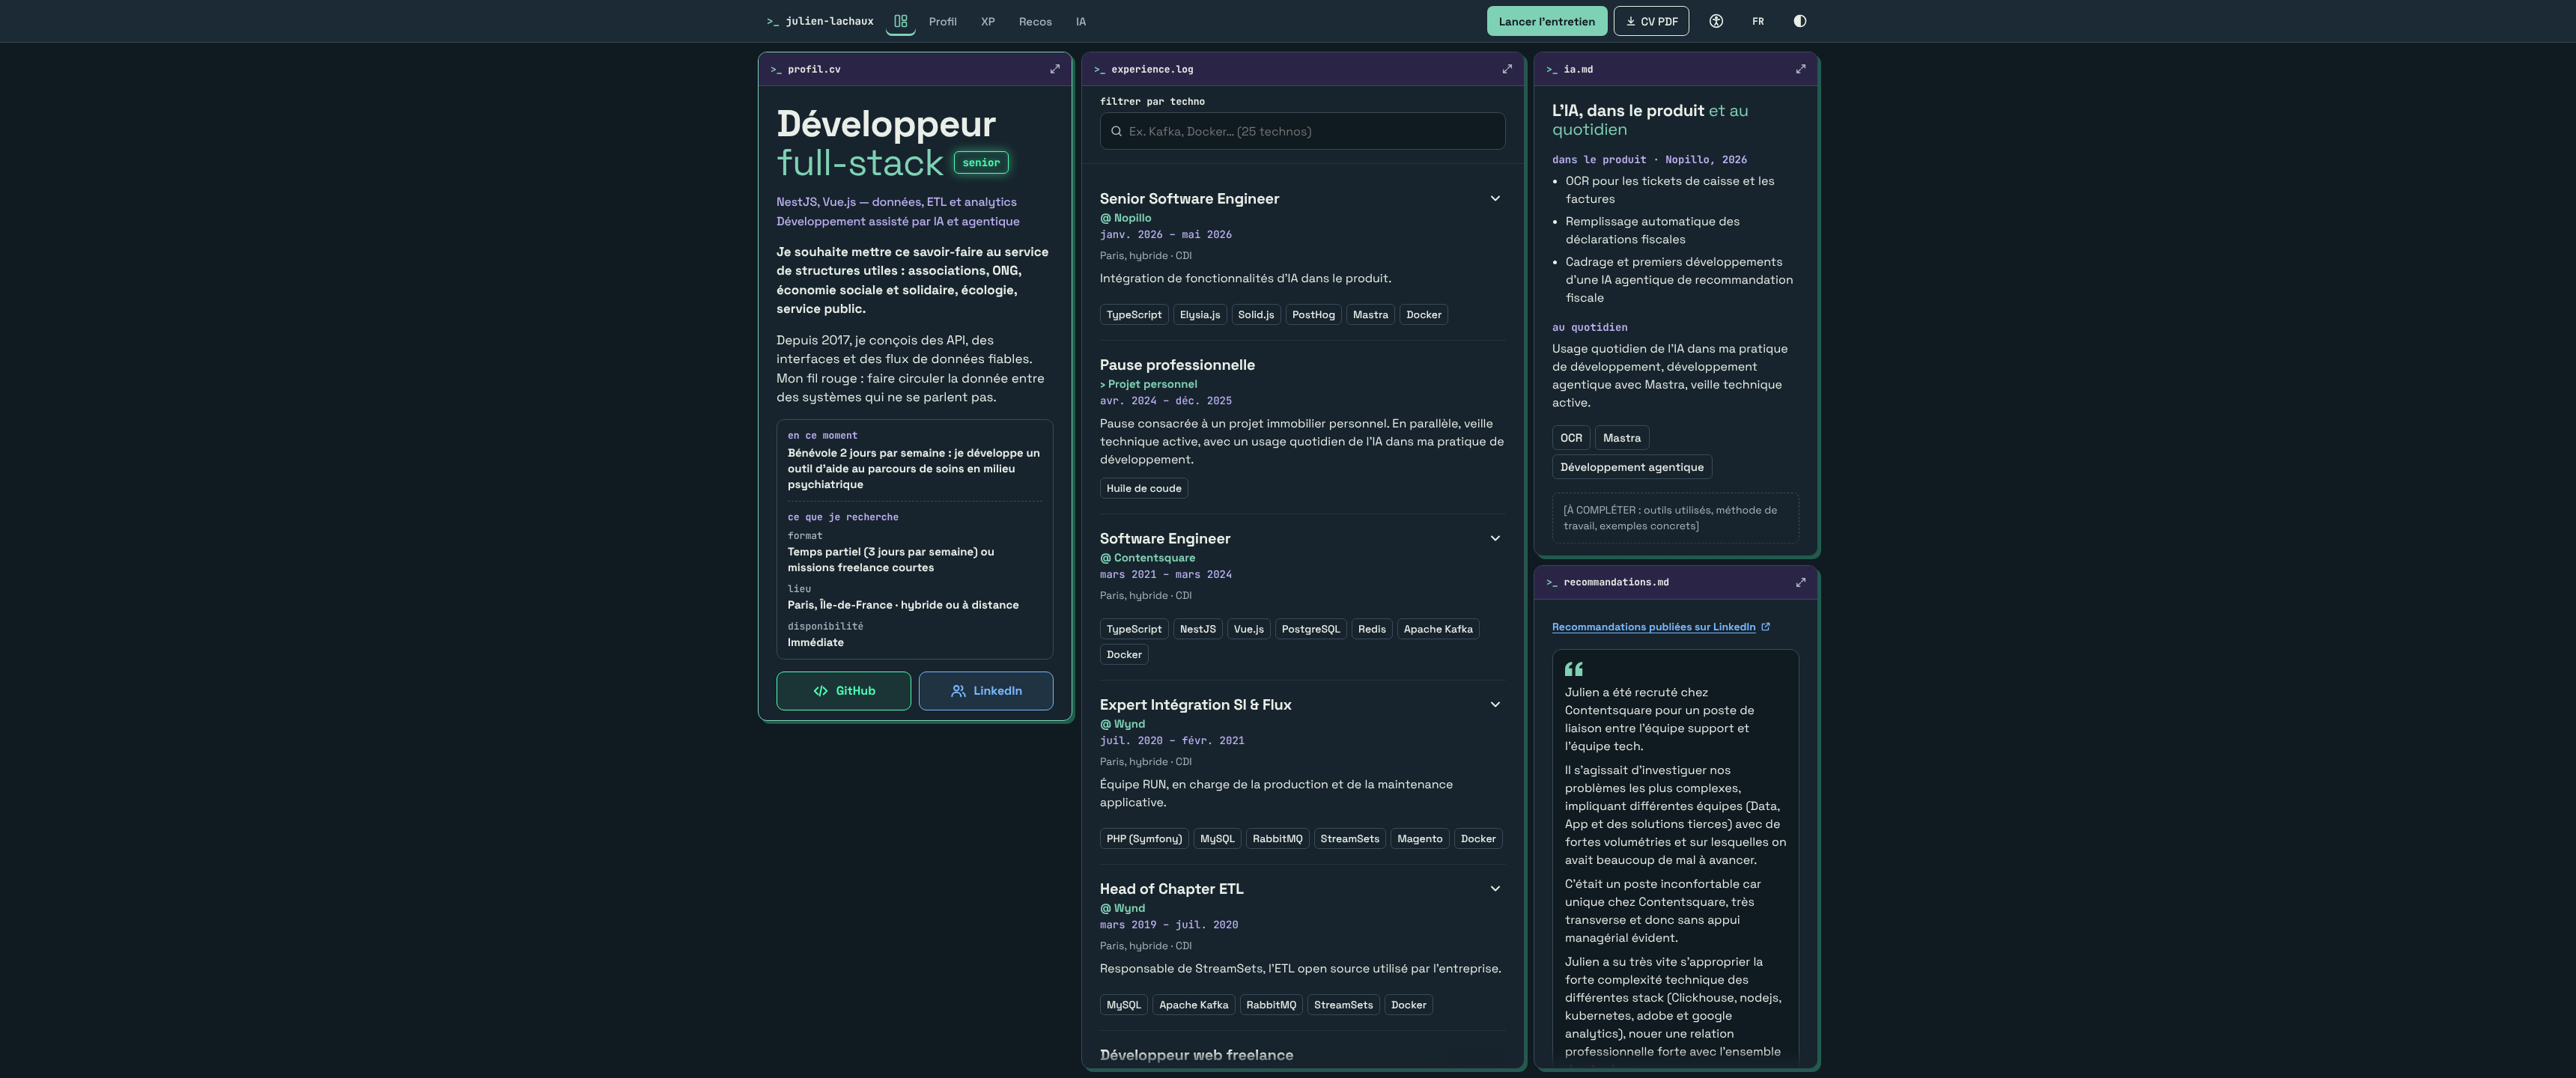 >_ julien-lachaux
Profil
XP
Recos
IA
Lancer l'entretien
CV PDF
FR
>_ profil.cv
Développeur
full-stack senior
NestJS, Vue.js — données, ETL et analytics
Développement assisté par IA et agentique
Je souhaite mettre ce savoir-faire au service
de structures utiles : associations, ONG,
économie sociale et solidaire, écologie,
service public.
Depuis 2017, je conçois des API, des
interfaces et des flux de données fiables.
Mon fil rouge : faire circuler la donnée entre
des systèmes qui ne se parlent pas.
en ce moment
Bénévole 2 jours par semaine : je développe un
outil d'aide au parcours de soins en milieu
psychiatrique
ce que je recherche
format
Temps partiel (3 jours par semaine) ou
missions freelance courtes
lieu
Paris, Île-de-France · hybride ou à distance
disponibilité
Immédiate
GitHub
LinkedIn
>_ experience.log
filtrer par techno
Ex. Kafka, Docker… (25 technos)
Senior Software Engineer
@ Nopillo
janv. 2026 – mai 2026
Paris, hybride · CDI
Intégration de fonctionnalités d'IA dans le produit.
TypeScript Elysia.js Solid.js PostHog Mastra Docker
Pause professionnelle
> Projet personnel
avr. 2024 – déc. 2025
Pause consacrée à un projet immobilier personnel. En parallèle, veille
technique active, avec un usage quotidien de l'IA dans ma pratique de
développement.
Huile de coude
Software Engineer
@ Contentsquare
mars 2021 – mars 2024
Paris, hybride · CDI
TypeScript NestJS Vue.js PostgreSQL Redis Apache Kafka
Docker
Expert Intégration SI & Flux
@ Wynd
juil. 2020 – févr. 2021
Paris, hybride · CDI
Équipe RUN, en charge de la production et de la maintenance
applicative.
PHP (Symfony) MySQL RabbitMQ StreamSets Magento Docker
Head of Chapter ETL
@ Wynd
mars 2019 – juil. 2020
Paris, hybride · CDI
Responsable de StreamSets, l'ETL open source utilisé par l'entreprise.
MySQL Apache Kafka RabbitMQ StreamSets Docker
Développeur web freelance
>_ ia.md
L'IA, dans le produit et au
quotidien
dans le produit · Nopillo, 2026
• OCR pour les tickets de caisse et les
factures
• Remplissage automatique des
déclarations fiscales
• Cadrage et premiers développements
d'une IA agentique de recommandation
fiscale
au quotidien
Usage quotidien de l'IA dans ma pratique
de développement, développement
agentique avec Mastra, veille technique
active.
OCR Mastra
Développement agentique
[À COMPLÉTER : outils utilisés, méthode de
travail, exemples concrets]
>_ recommandations.md
Recommandations publiées sur LinkedIn
Julien a été recruté chez
Contentsquare pour un poste de
liaison entre l'équipe support et
l'équipe tech.
Il s'agissait d'investiguer nos
problèmes les plus complexes,
impliquant différentes équipes (Data,
App et des solutions tierces) avec de
fortes volumétries et sur lesquelles on
avait beaucoup de mal à avancer.
C'était un poste inconfortable car
unique chez Contentsquare, très
transverse et donc sans appui
managérial évident.
Julien a su très vite s'approprier la
forte complexité technique des
différentes stack (Clickhouse, nodejs,
kubernetes, adobe et google
analytics), nouer une relation
professionnelle forte avec l'ensemble